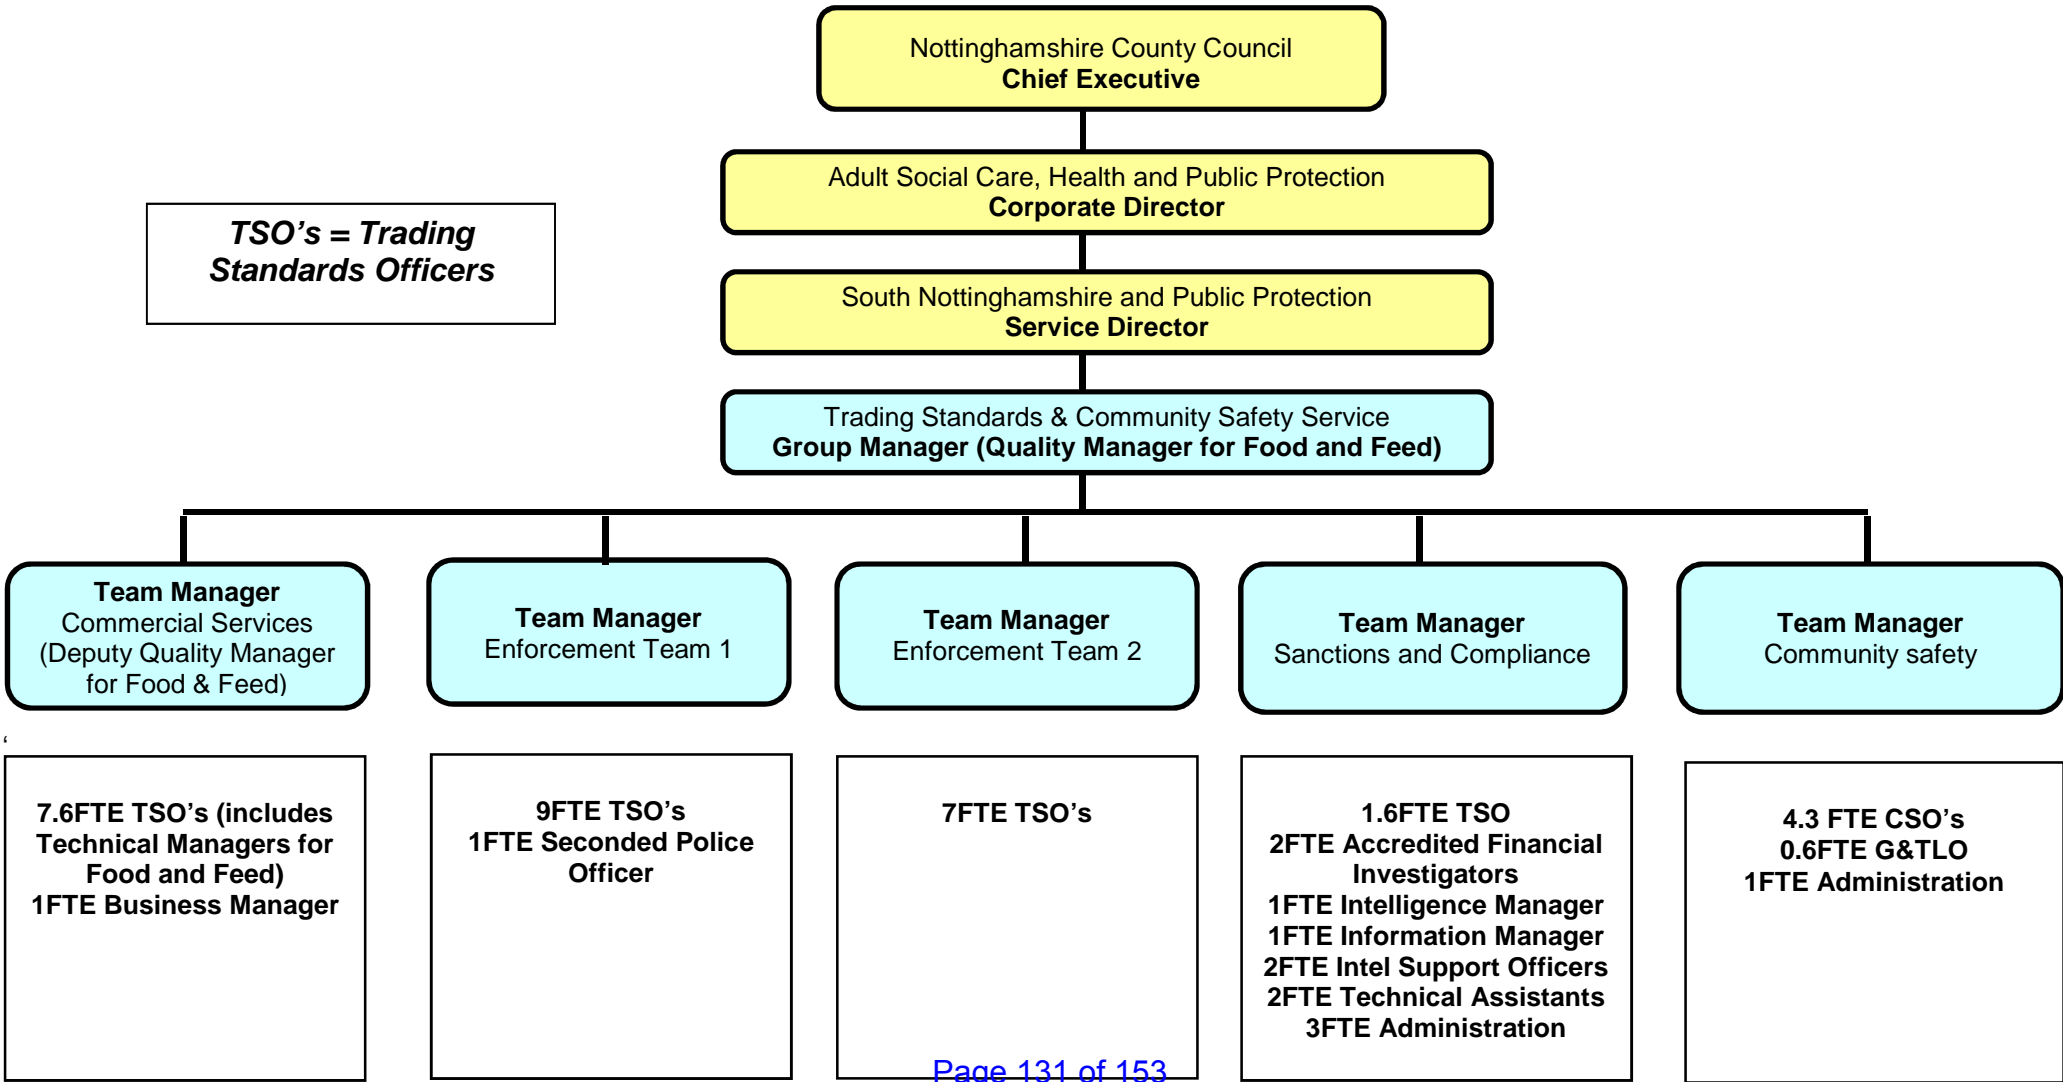 Nottinghamshire County Council
Chief Executive
Adult Social Care, Health and Public Protection
Corporate Director
TSO’s = Trading
Standards Officers
South Nottinghamshire and Public Protection
Service Director
Trading Standards & Community Safety Service
Group Manager (Quality Manager for Food and Feed)
Team Manager
Commercial Services
(Deputy Quality Manager
for Food & Feed)
Team Manager
Enforcement Team 1
Team Manager
Enforcement Team 2
Team Manager
Sanctions and Compliance
Team Manager
Community safety
‘
7.6FTE TSO’s (includes
Technical Managers for
Food and Feed)
1FTE Business Manager
9FTE TSO’s
1FTE Seconded Police
Officer
7FTE TSO’s
1.6FTE TSO
2FTE Accredited Financial
Investigators
1FTE Intelligence Manager
1FTE Information Manager
2FTE Intel Support Officers
2FTE Technical Assistants
3FTE Administration
4.3 FTE CSO’s
0.6FTE G&TLO
1FTE Administration
Page 131 of 153